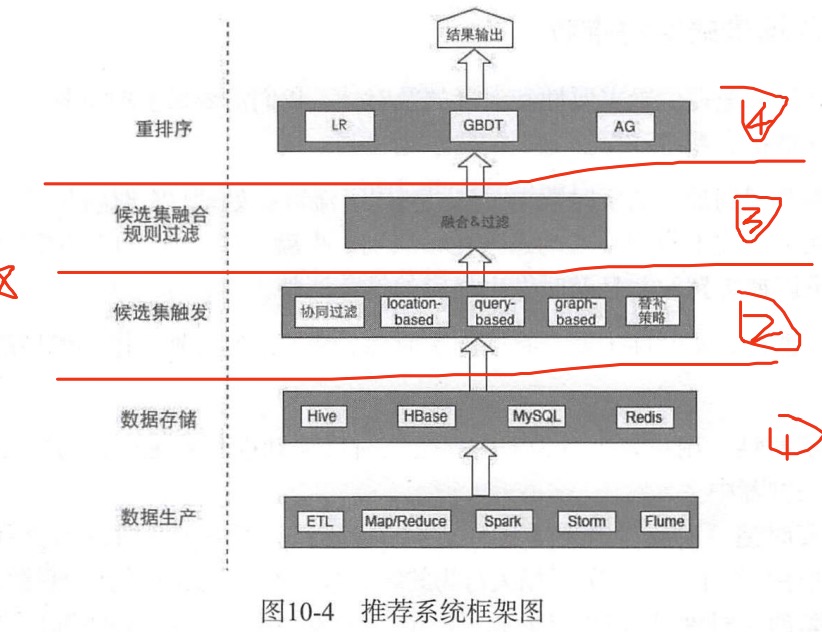 结果输出
重排序
LR
GBDT
AG
4
候选集融合
规则过滤
融合&过滤
3
候选集触发
协同过滤
location-
based
query-
based
graph-
based
替补
策略
2
数据存储
Hive
HBase
MySQL
Redis
1
数据生产
ETL
Map/Reduce
Spark
Storm
Flume
图10-4 推荐系统框架图